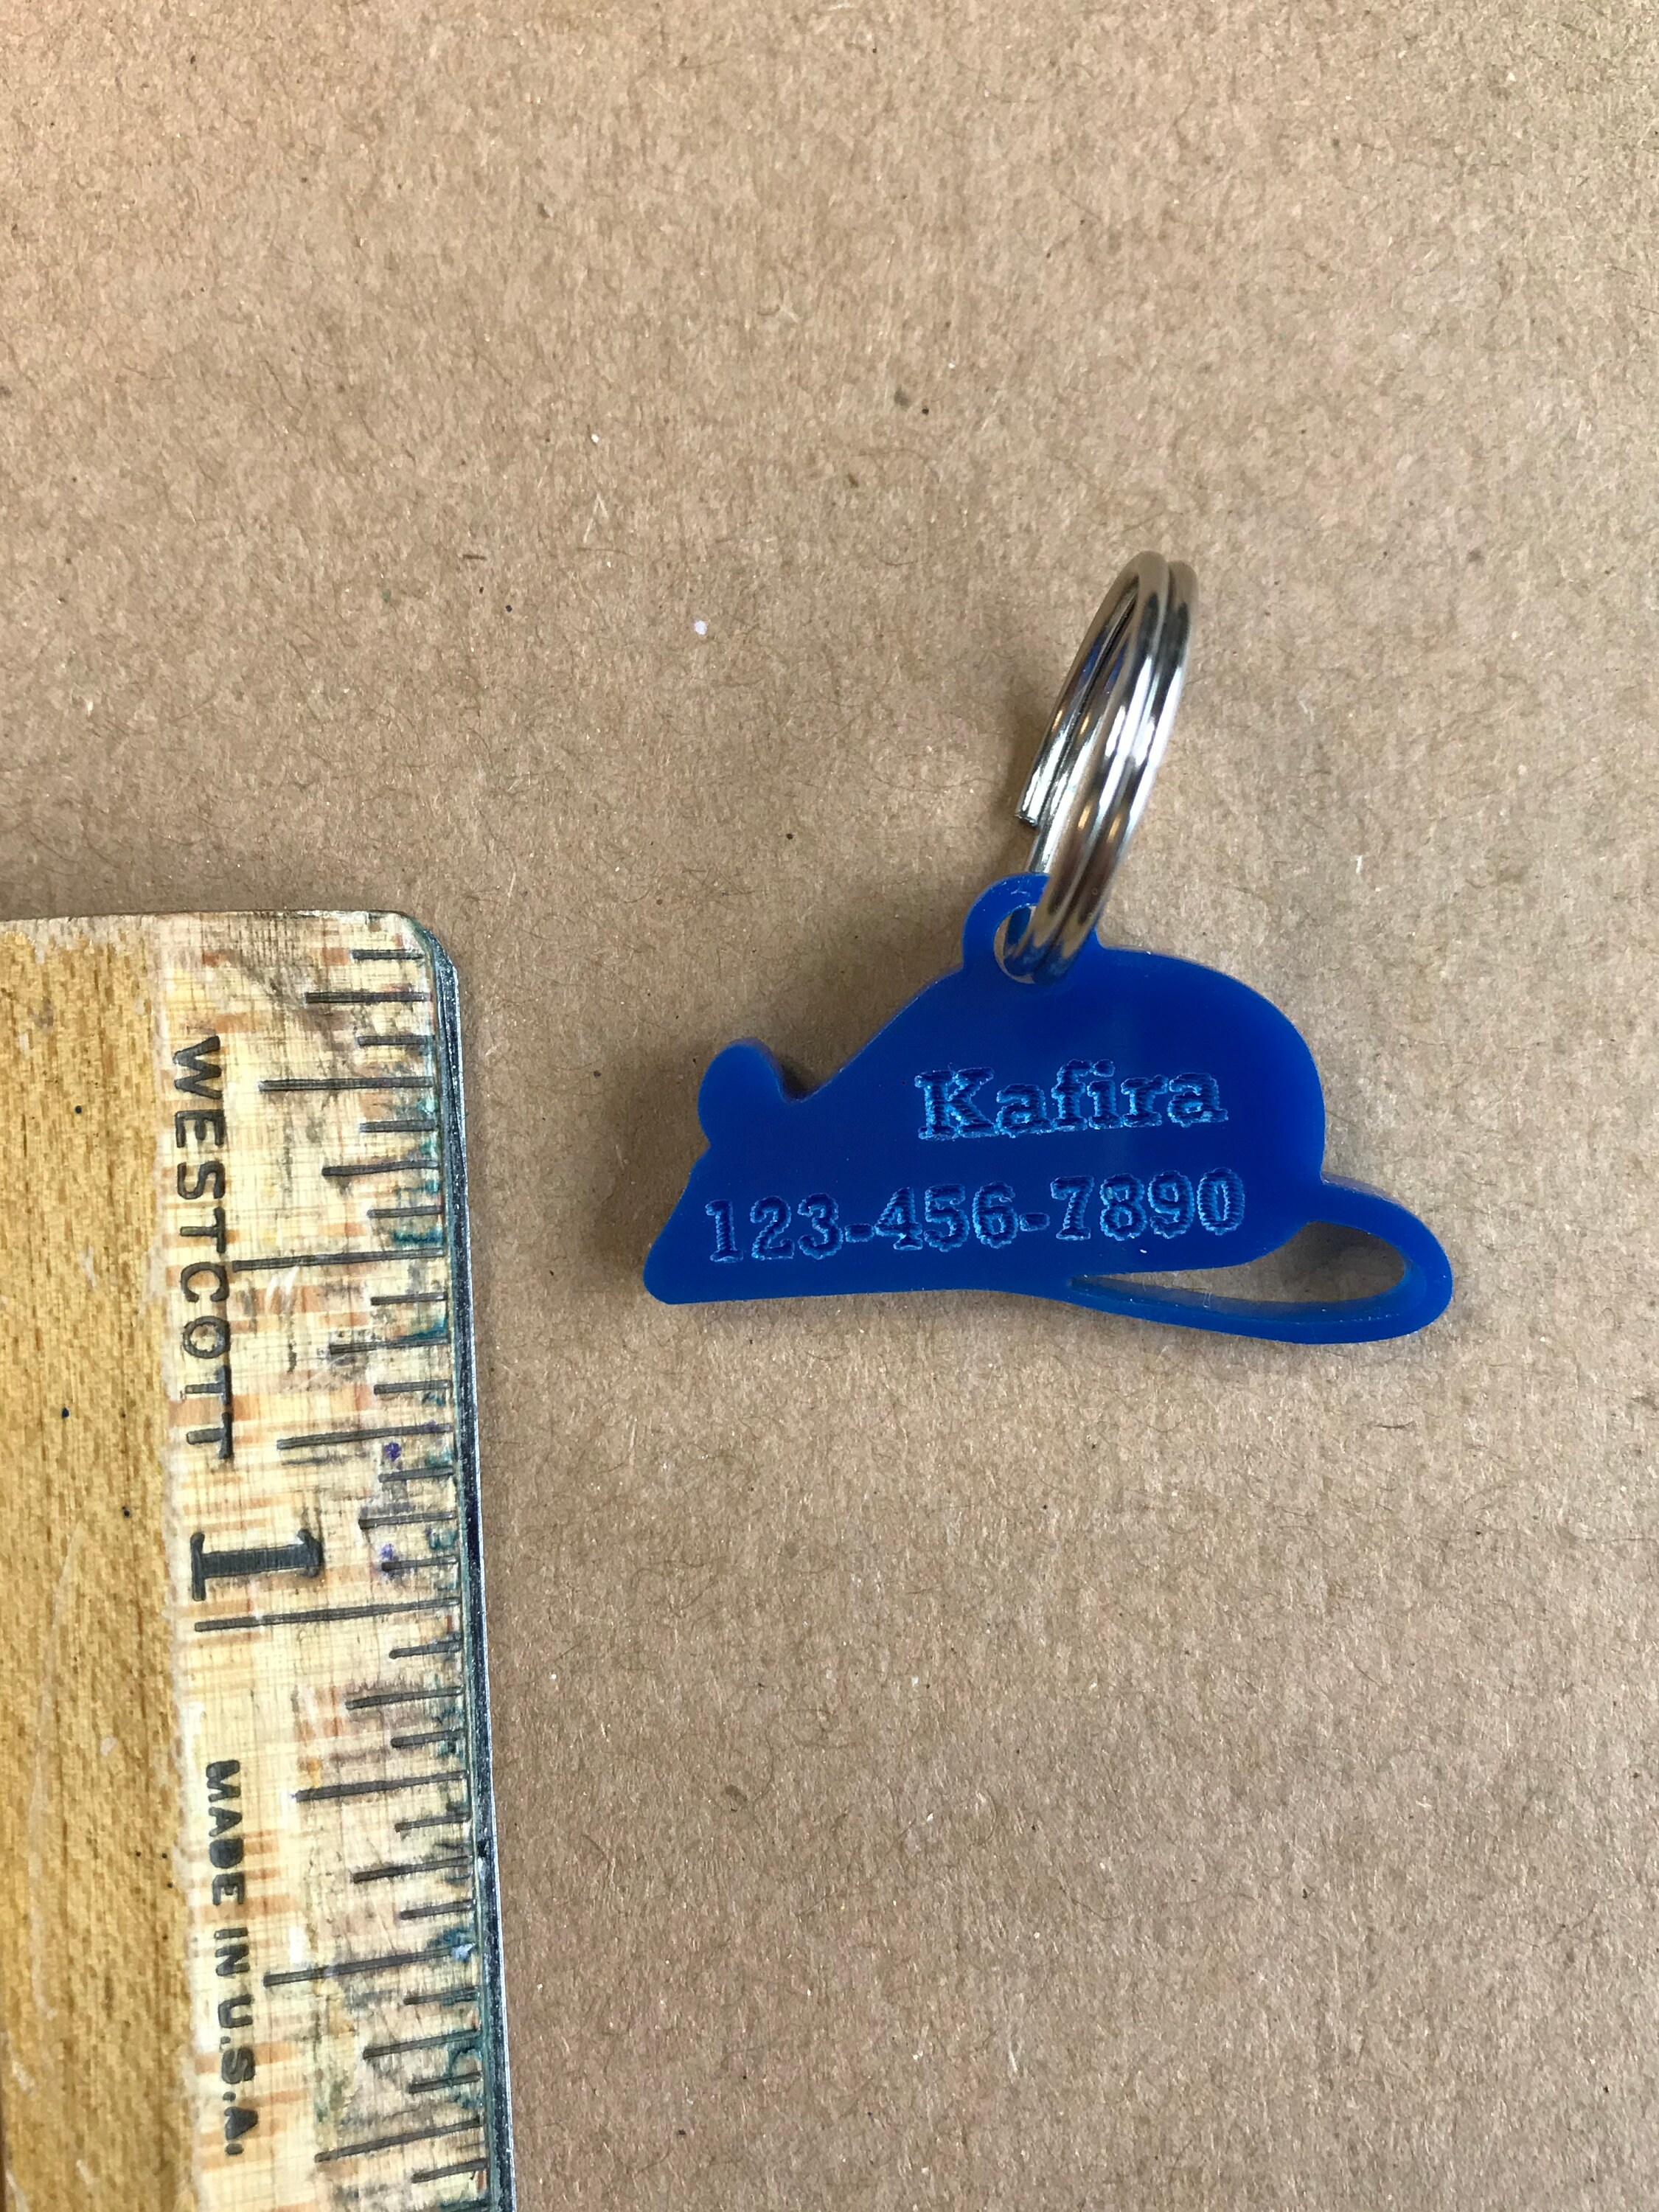 Kafira
123-456-7890
WESTCOTT
1
MADE IN U.S.A.